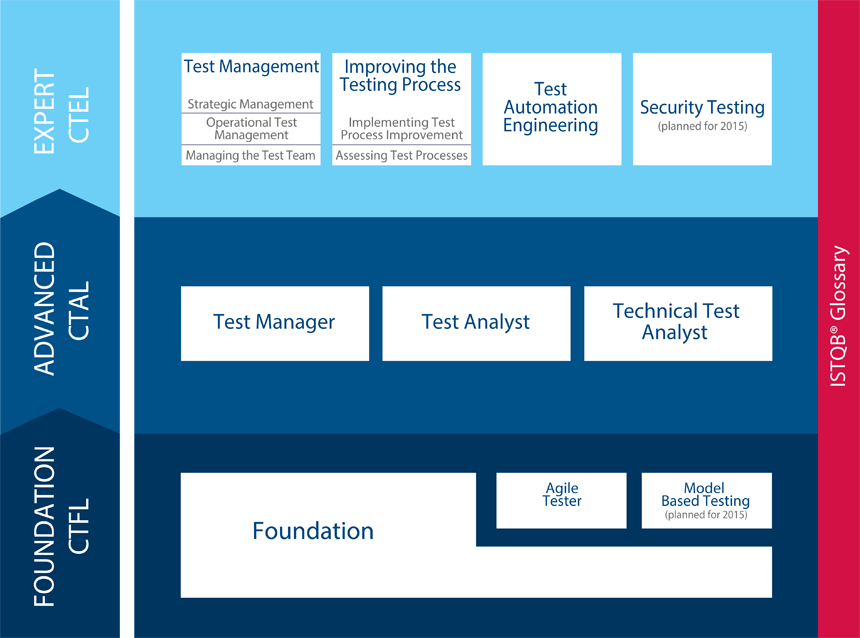 EXPERT
CTEL
Test Management
Strategic Management
Operational Test
Management
Managing the Test Team
Improving the
Testing Process
Implementing Test
Process Improvement
Assessing Test Processes
Test
Automation
Engineering
Security Testing
(planned for 2015)
ADVANCED
CTAL
Test Manager
Test Analyst
Technical Test
Analyst
FOUNDATION
CTFL
Foundation
Agile
Tester
Model
Based Testing
(planned for 2015)
ISTQB® Glossary